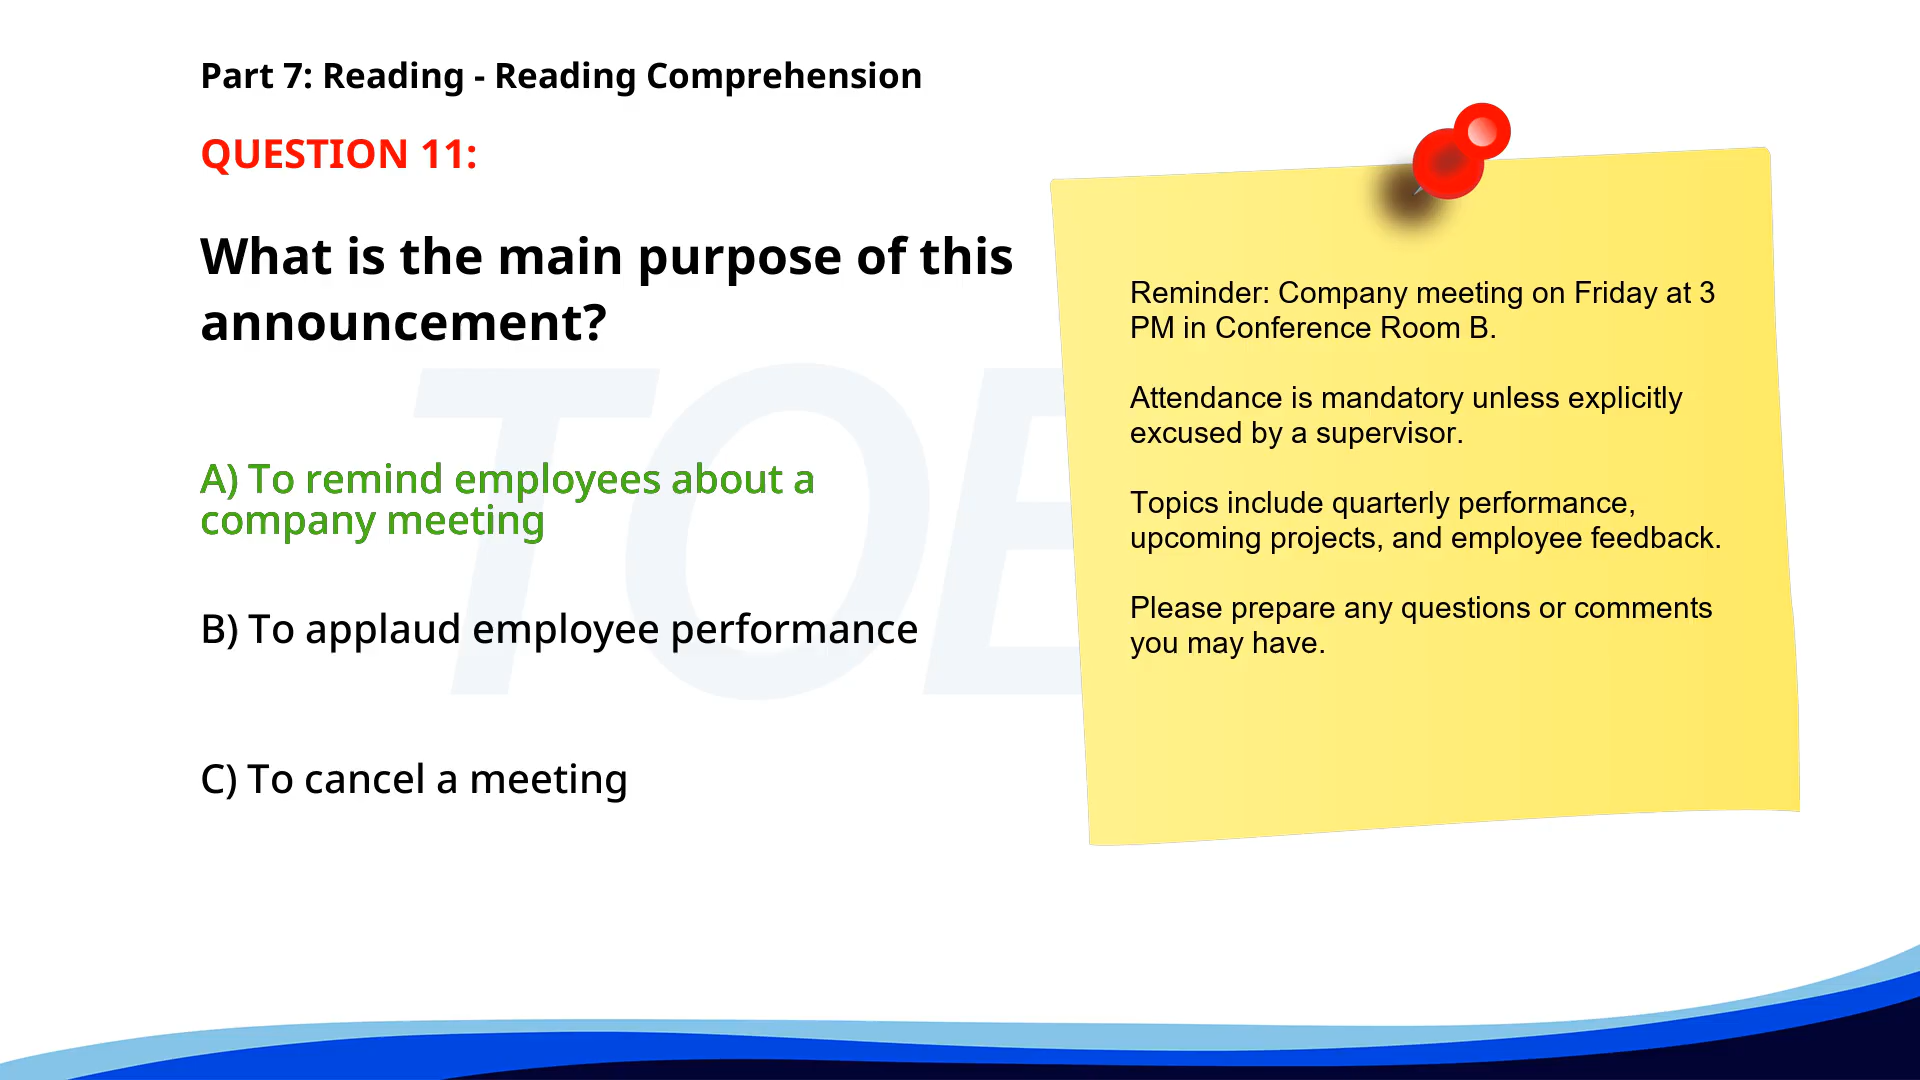 Part 7: Reading - Reading Comprehension
QUESTION 11:
What is the main purpose of this
announcement?
A) To remind employees about a
company meeting
B) To applaud employee performance
C) To cancel a meeting
Reminder: Company meeting on Friday at 3
PM in Conference Room B.
Attendance is mandatory unless explicitly
excused by a supervisor.
Topics include quarterly performance,
upcoming projects, and employee feedback.
Please prepare any questions or comments
you may have.